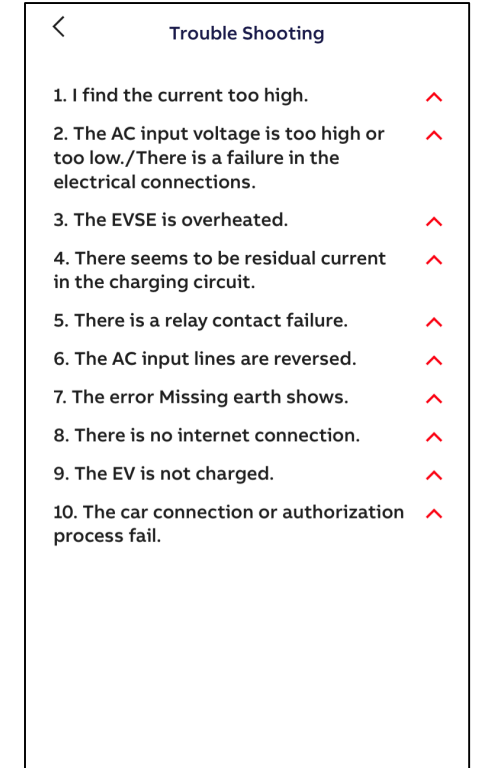 Trouble Shooting
1. I find the current too high.
2. The AC input voltage is too high or
too low./There is a failure in the
electrical connections.
3. The EVSE is overheated.
4. There seems to be residual current
in the charging circuit.
5. There is a relay contact failure.
6. The AC input lines are reversed.
7. The error Missing earth shows.
8. There is no internet connection.
9. The EV is not charged.
10. The car connection or authorization
process fail.